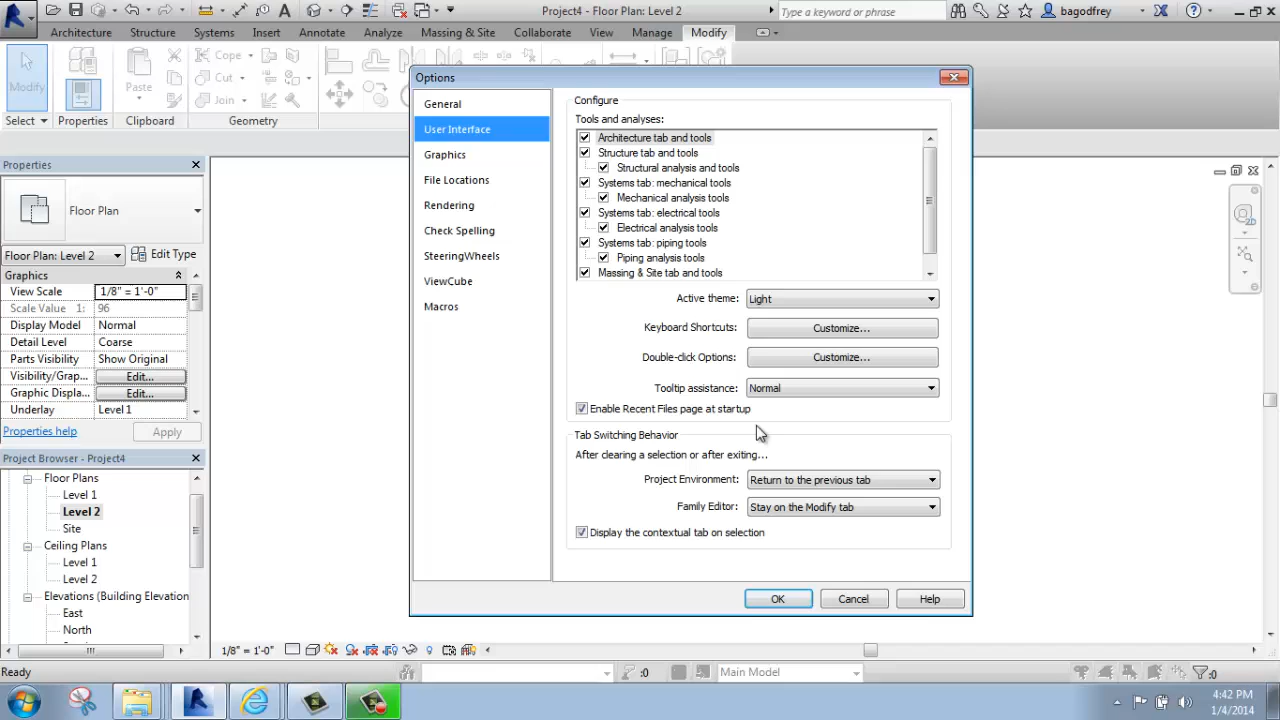 Project4 - Floor Plan: Level 2
Type a keyword or phrase
bagodfrey
Architecture Structure Systems Insert Annotate Analyze Massing & Site Collaborate View Manage Modify
Modify
Paste
Cope
Cut
Join
Select Properties Clipboard Geometry
Properties
Floor Plan
Floor Plan: Level 2
Edit Type
Graphics
View Scale 1/8" = 1'-0"
Scale Value 1: 96
Display Model Normal
Detail Level Coarse
Parts Visibility Show Original
Visibility/Grap... Edit...
Graphic Displa... Edit...
Underlay Level 1
Properties help Apply
Project Browser - Project4
Floor Plans
Level 1
Level 2
Site
Ceiling Plans
Level 1
Level 2
Elevations (Building Elevation
East
North
Options
General
User Interface
Graphics
File Locations
Rendering
Check Spelling
SteeringWheels
ViewCube
Macros
Configure
Tools and analyses:
Architecture tab and tools
Structure tab and tools
Structural analysis and tools
Systems tab: mechanical tools
Mechanical analysis tools
Systems tab: electrical tools
Electrical analysis tools
Systems tab: piping tools
Piping analysis tools
Massing & Site tab and tools
Active theme: Light
Keyboard Shortcuts: Customize...
Double-click Options: Customize...
Tooltip assistance: Normal
Enable Recent Files page at startup
Tab Switching Behavior
After clearing a selection or after exiting...
Project Environment: Return to the previous tab
Family Editor: Stay on the Modify tab
Display the contextual tab on selection
OK Cancel Help
2D
1/8" = 1'-0"
Ready
:0
Main Model
:0
4:42 PM
1/4/2014